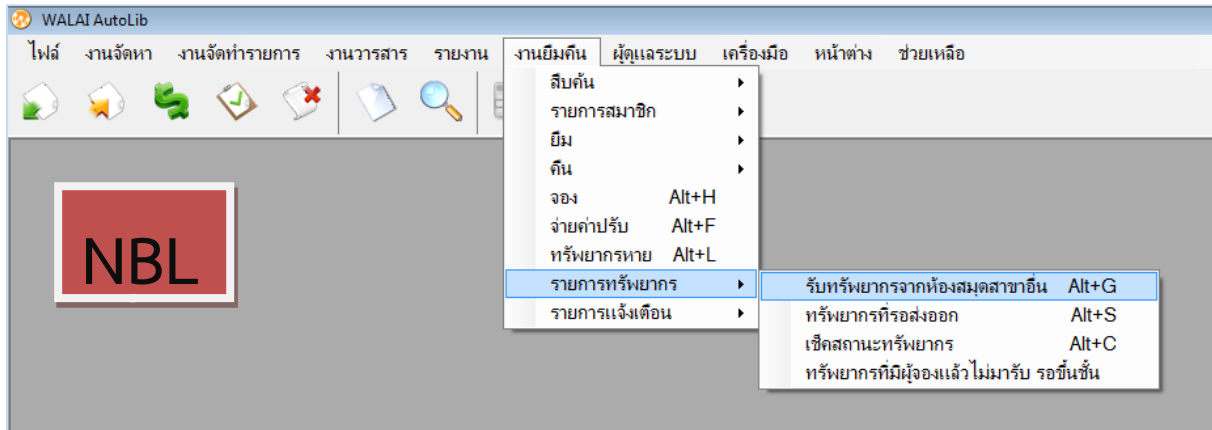 WALAI AutoLib
ไฟล์ งานจัดหา งานจัดทำรายการ งานวารสาร รายงาน งานยืมคืน ผู้ดูแลระบบ เครื่องมือ หน้าต่าง ช่วยเหลือ
สืบค้น
รายการสมาชิก
ยืม
คืน
จอง Alt+H
จ่ายค่าปรับ Alt+F
ทรัพยากรหาย Alt+L
รายการทรัพยากร
รายการแจ้งเตือน
รับทรัพยากรจากห้องสมุดสาขาอื่น Alt+G
ทรัพยากรที่รอส่งออก Alt+S
เช็คสถานะทรัพยากร Alt+C
ทรัพยากรที่มีผู้จองแล้วไม่มารับ รอขึ้นชั้น
NBL